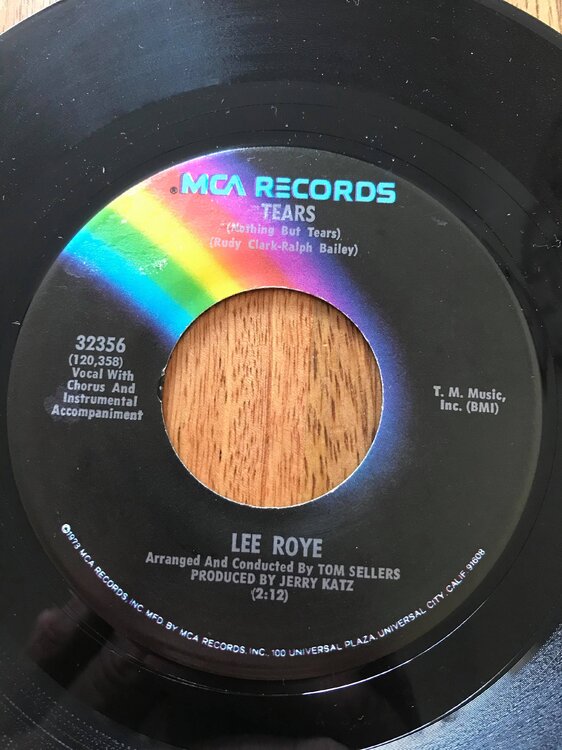 ®MCA RECORDS
TEARS
(Nothing But Tears)
(Rudy Clark-Ralph Bailey)
32356
(120,358)
Vocal With
Chorus And
Instrumental
Accompaniment
T. M. Music,
Inc. (BMI)
LEE ROYE
Arranged And Conducted By TOM SELLERS
PRODUCED BY JERRY KATZ
(2:12)
©1973 MCA RECORDS, INC. MFD. BY MCA RECORDS, INC., 100 UNIVERSAL PLAZA, UNIVERSAL CITY, CALIF. 91608